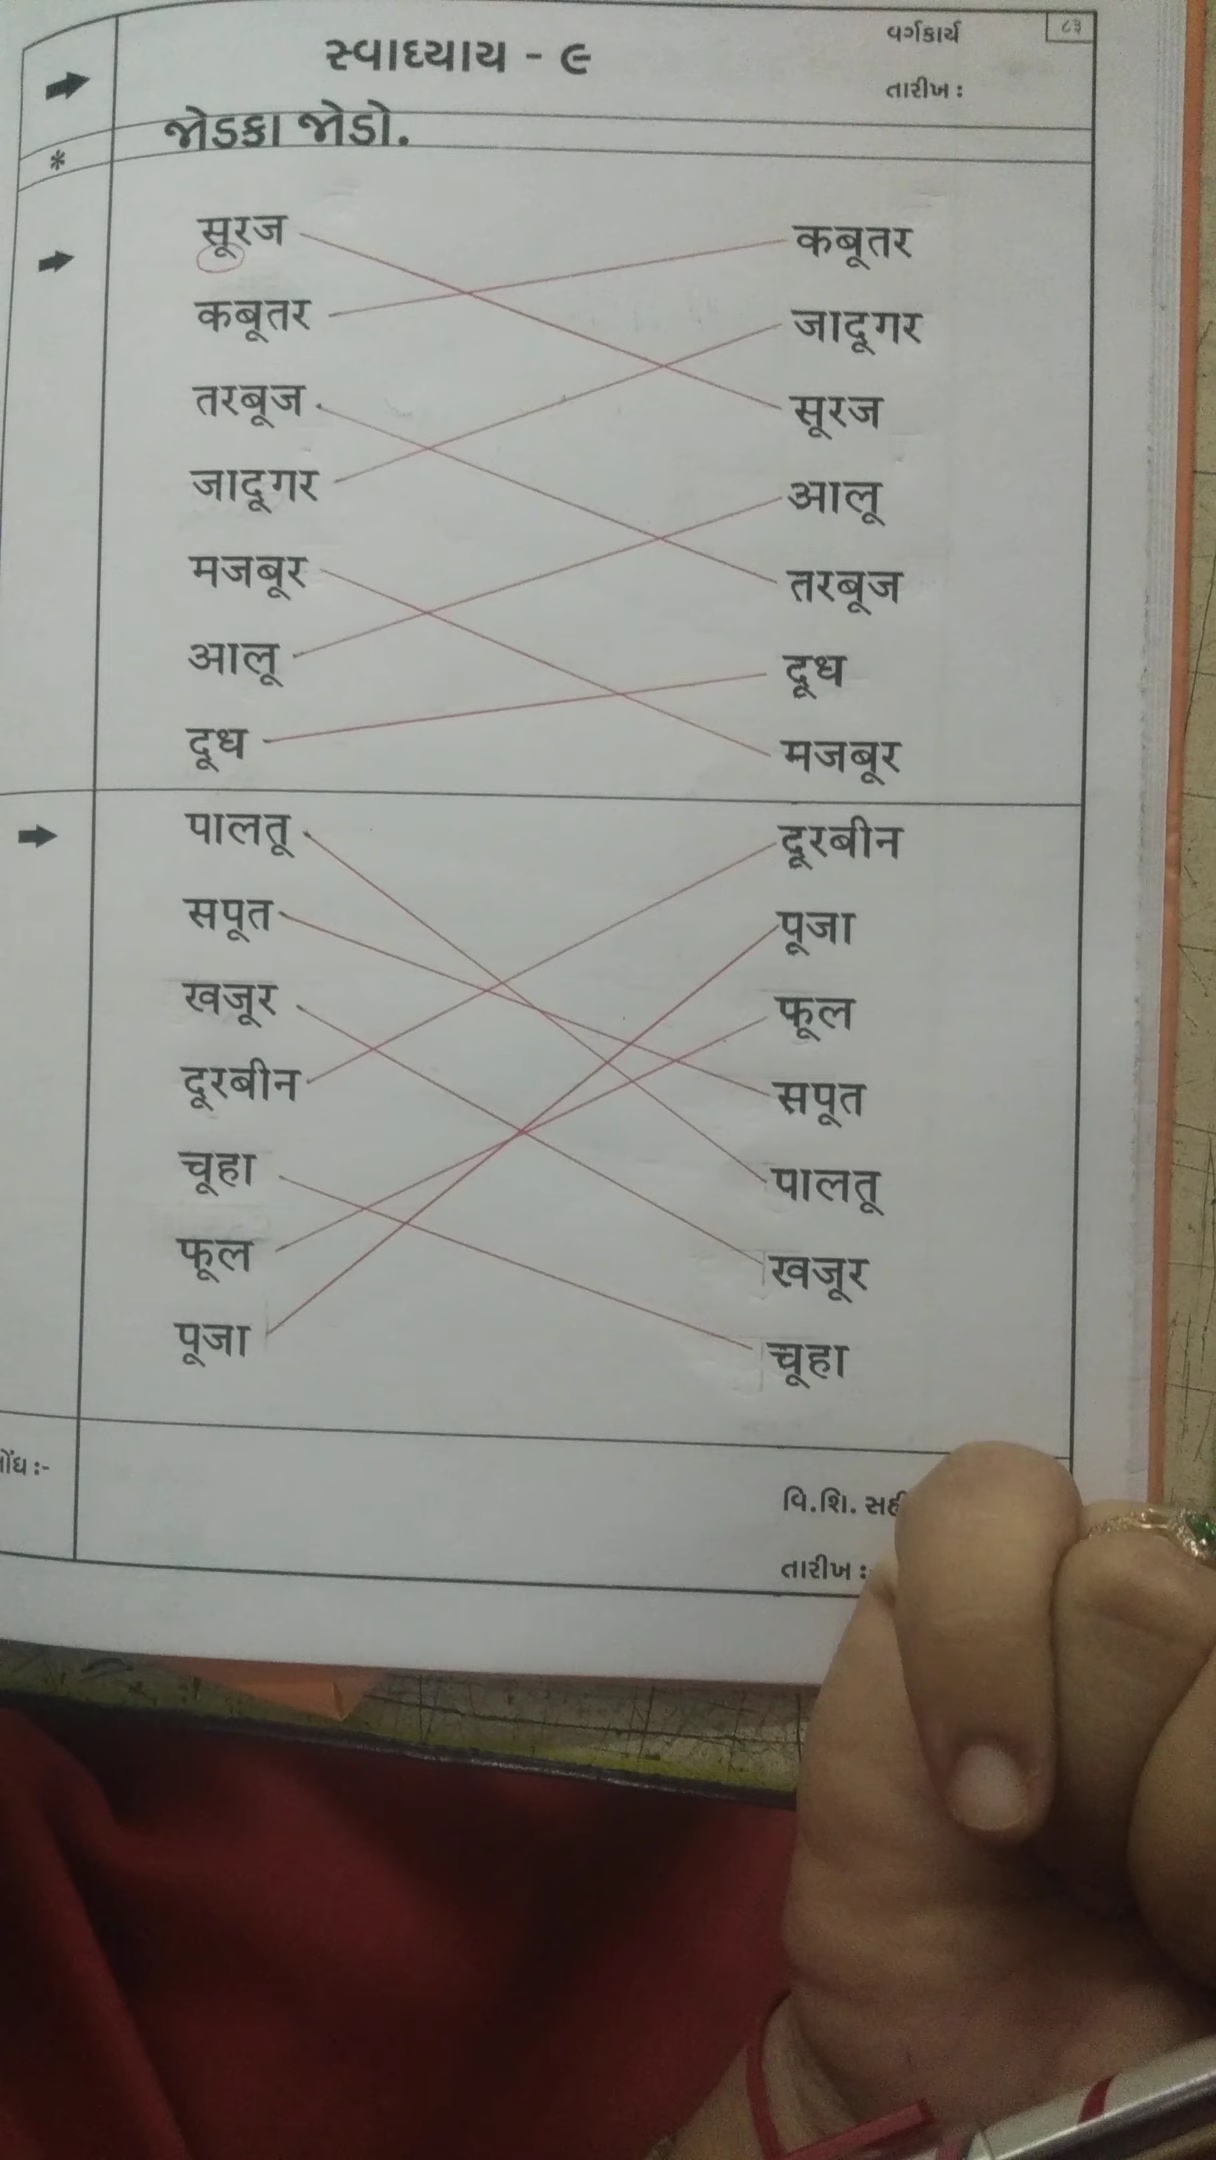 વર્ગકાર્ય ૮૩
સ્વાધ્યાય - ૯
તારીખ :
જોડકા જોડો.
*
सूरज कबूतर
कबूतर जादूगर
तरबूज सूरज
जादूगर आलू
मजबूर तरबूज
आलू दूध
दूध मजबूर
पालतू दूरबीन
सपूत पूजा
खजूर फूल
दूरबीन सपूत
चूहा पालतू
फूल खजूर
पूजा चूहा
વિ.શિ.
તારીખ :